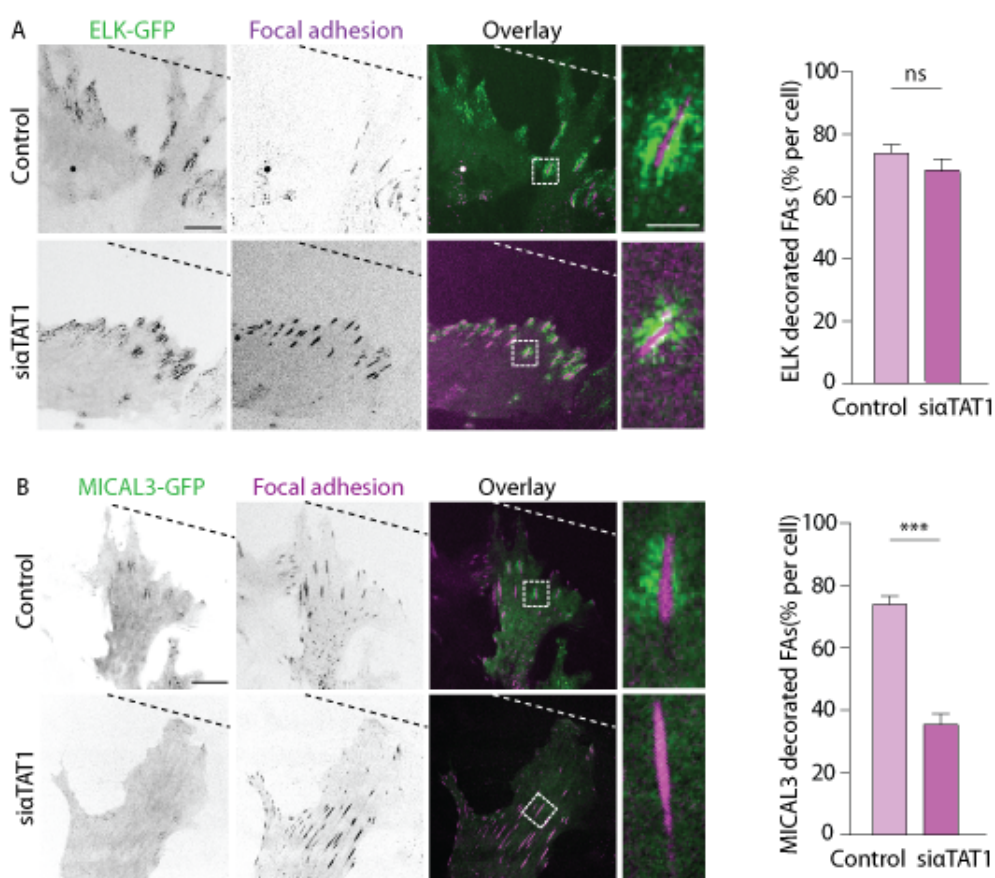 A
ELK-GFP
Focal adhesion
Overlay
Control
siαTAT1
ELK decorated FAs (% per cell)
100
80
60
40
20
0
ns
Control siαTAT1
B
MICAL3-GFP
Focal adhesion
Overlay
Control
siαTAT1
MICAL3 decorated FAs(% per cell)
100
80
60
40
20
0
***
Control siαTAT1